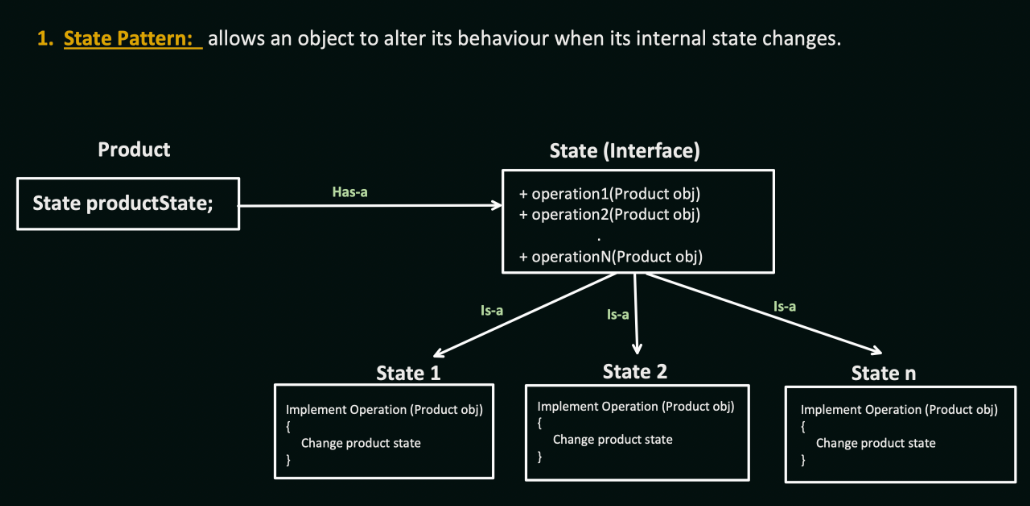 1. State Pattern: allows an object to alter its behaviour when its internal state changes.
Product
State (Interface)
State productState;
Has-a
+ operation1(Product obj)
+ operation2(Product obj)
.
+ operationN(Product obj)
Is-a
Is-a
Is-a
State 1
State 2
State n
Implement Operation (Product obj)
{
Change product state
}
Implement Operation (Product obj)
{
Change product state
}
Implement Operation (Product obj)
{
Change product state
}